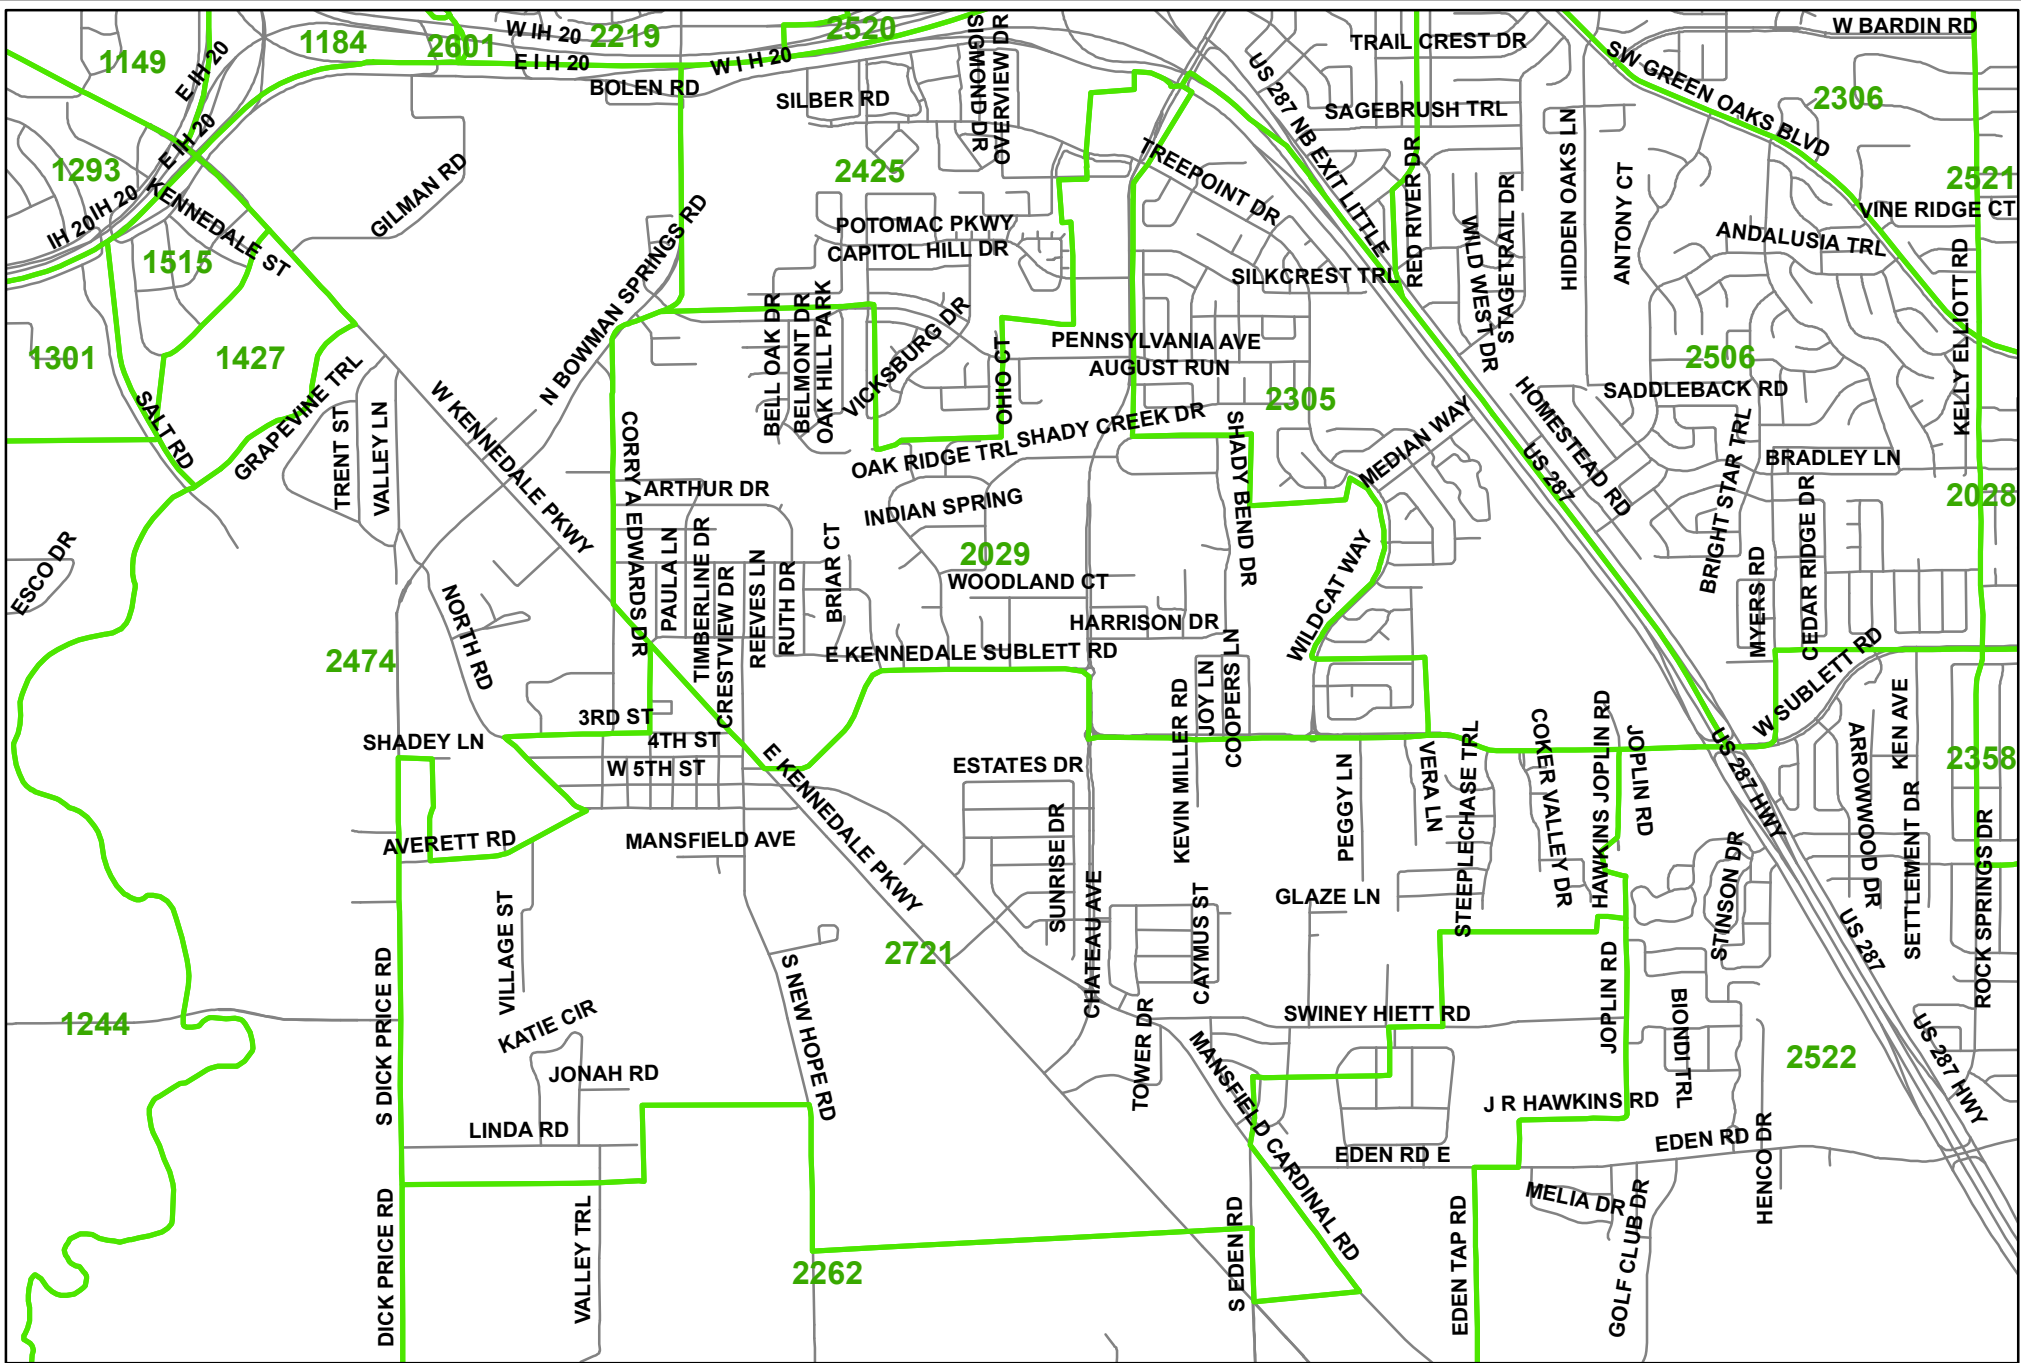 W IH 20
2219
2520
W BARDIN RD
1149
1184
2601
E IH 20
E I H 20
W I H 20
SIGMOND DR
OVERVIEW DR
US 287 NB EXIT LITTLE
TRAIL CREST DR
SW GREEN OAKS BLVD
2306
BOLEN RD
SILBER RD
SAGEBRUSH TRL
E IH 20
1293
IH 20
IH 20
KENNEDALE ST
GILMAN RD
2425
TREEPOINT DR
RED RIVER DR
STAGETRAIL DR
HIDDEN OAKS LN
ANTONY CT
2521
VINE RIDGE CT
1515
N BOWMAN SPRINGS RD
POTOMAC PKWY
CAPITOL HILL DR
SILKCREST TRL
WILD WEST DR
ANDALUSIA TRL
KELLY ELLIOTT RD
1301
1427
BELL OAK DR
BELMONT DR
OAK HILL PARK
VICKSBURG DR
OHIO CT
PENNSYLVANIA AVE
AUGUST RUN
2506
SADDLEBACK RD
SALT RD
GRAPEVINE TRL
TRENT ST
VALLEY LN
W KENNEDALE PKWY
2305
SHADY CREEK DR
OAK RIDGE TRL
SHADY BEND DR
MEDIAN WAY
HOMESTEAD RD
US 287
BRIGHT STAR TRL
BRADLEY LN
2028
CORRY A EDWARDS DR
ARTHUR DR
INDIAN SPRING
ESCO DR
PAULA LN
TIMBERLINE DR
CRESTVIEW DR
REEVES LN
RUTH DR
BRIAR CT
2029
WOODLAND CT
WILDCAT WAY
MYERS RD
CEDAR RIDGE DR
NORTH RD
HARRISON DR
2474
E KENNEDALE SUBLETT RD
KEVIN MILLER RD
JOY LN
COOPERS LN
W SUBLETT RD
3RD ST
SHADEY LN
4TH ST
W 5TH ST
E KENNEDALE PKWY
ESTATES DR
PEGGY LN
VERA LN
STEEPLECHASE TRL
COKER VALLEY DR
HAWKINS JOPLIN RD
JOPLIN RD
US 287 HWY
ARROWWOOD DR
KEN AVE
SETTLEMENT DR
2358
AVERETT RD
MANSFIELD AVE
SUNRISE DR
STINSON DR
ROCK SPRINGS DR
VILLAGE ST
2721
CHATEAU AVE
CAYMUS ST
GLAZE LN
US 287
S DICK PRICE RD
1244
KATIE CIR
S NEW HOPE RD
TOWER DR
SWINEY HIETT RD
JOPLIN RD
BIONDI TRL
US 287 HWY
2522
JONAH RD
MANSFIELD CARDINAL RD
J R HAWKINS RD
LINDA RD
EDEN RD E
EDEN RD
HENCO DR
DICK PRICE RD
VALLEY TRL
2262
S EDEN RD
EDEN TAP RD
MELIA DR
GOLF CLUB DR